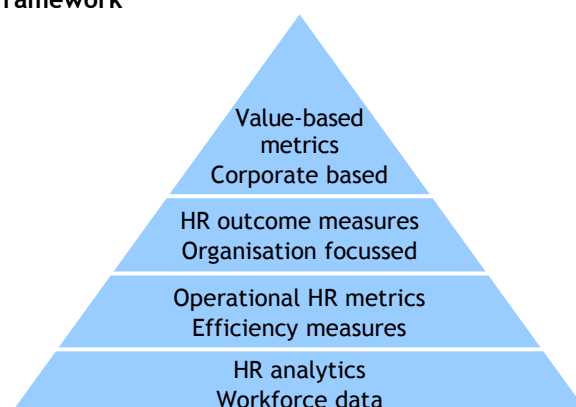 ramework
Value-based
metrics
Corporate based
HR outcome measures
Organisation focussed
Operational HR metrics
Efficiency measures
HR analytics
Workforce data